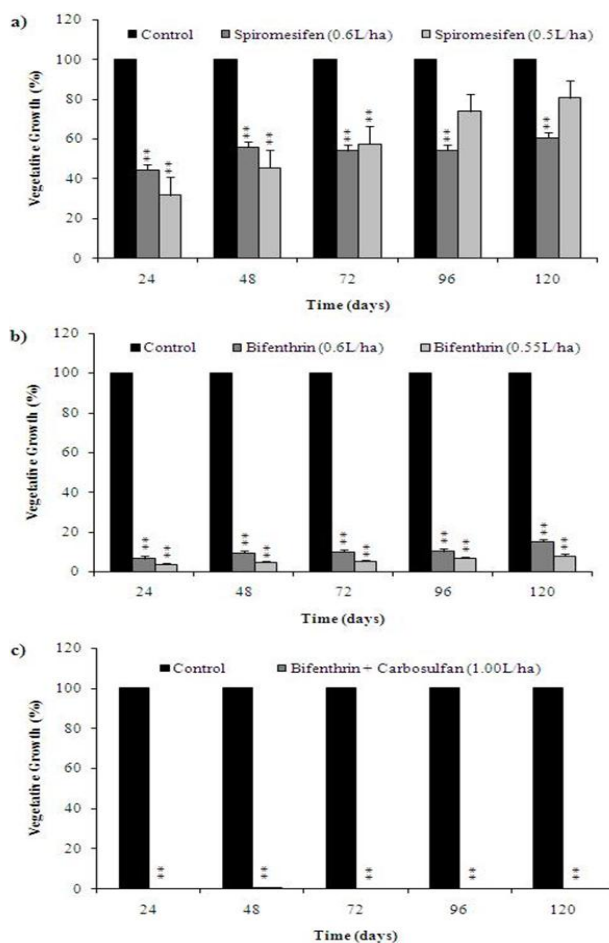 a)
120
Control Spiromesifen (0.6L/ha) Spiromesifen (0.5L/ha)
100
80
60
40
20
0
Vegetative Growth (%)
** ** ** ** ** ** ** **
24 48 72 96 120
Time (days)
b)
120
Control Bifenthrin (0.6L/ha) Bifenthrin (0.55L/ha)
100
80
60
40
20
0
Vegetative Growth (%)
** ** ** ** ** ** ** ** ** **
24 48 72 96 120
Time (days)
c)
120
Control Bifenthrin + Carbosulfan (1.00L/ha)
100
80
60
40
20
0
Vegetative Growth (%)
** ** ** ** **
24 48 72 96 120
Time (days)